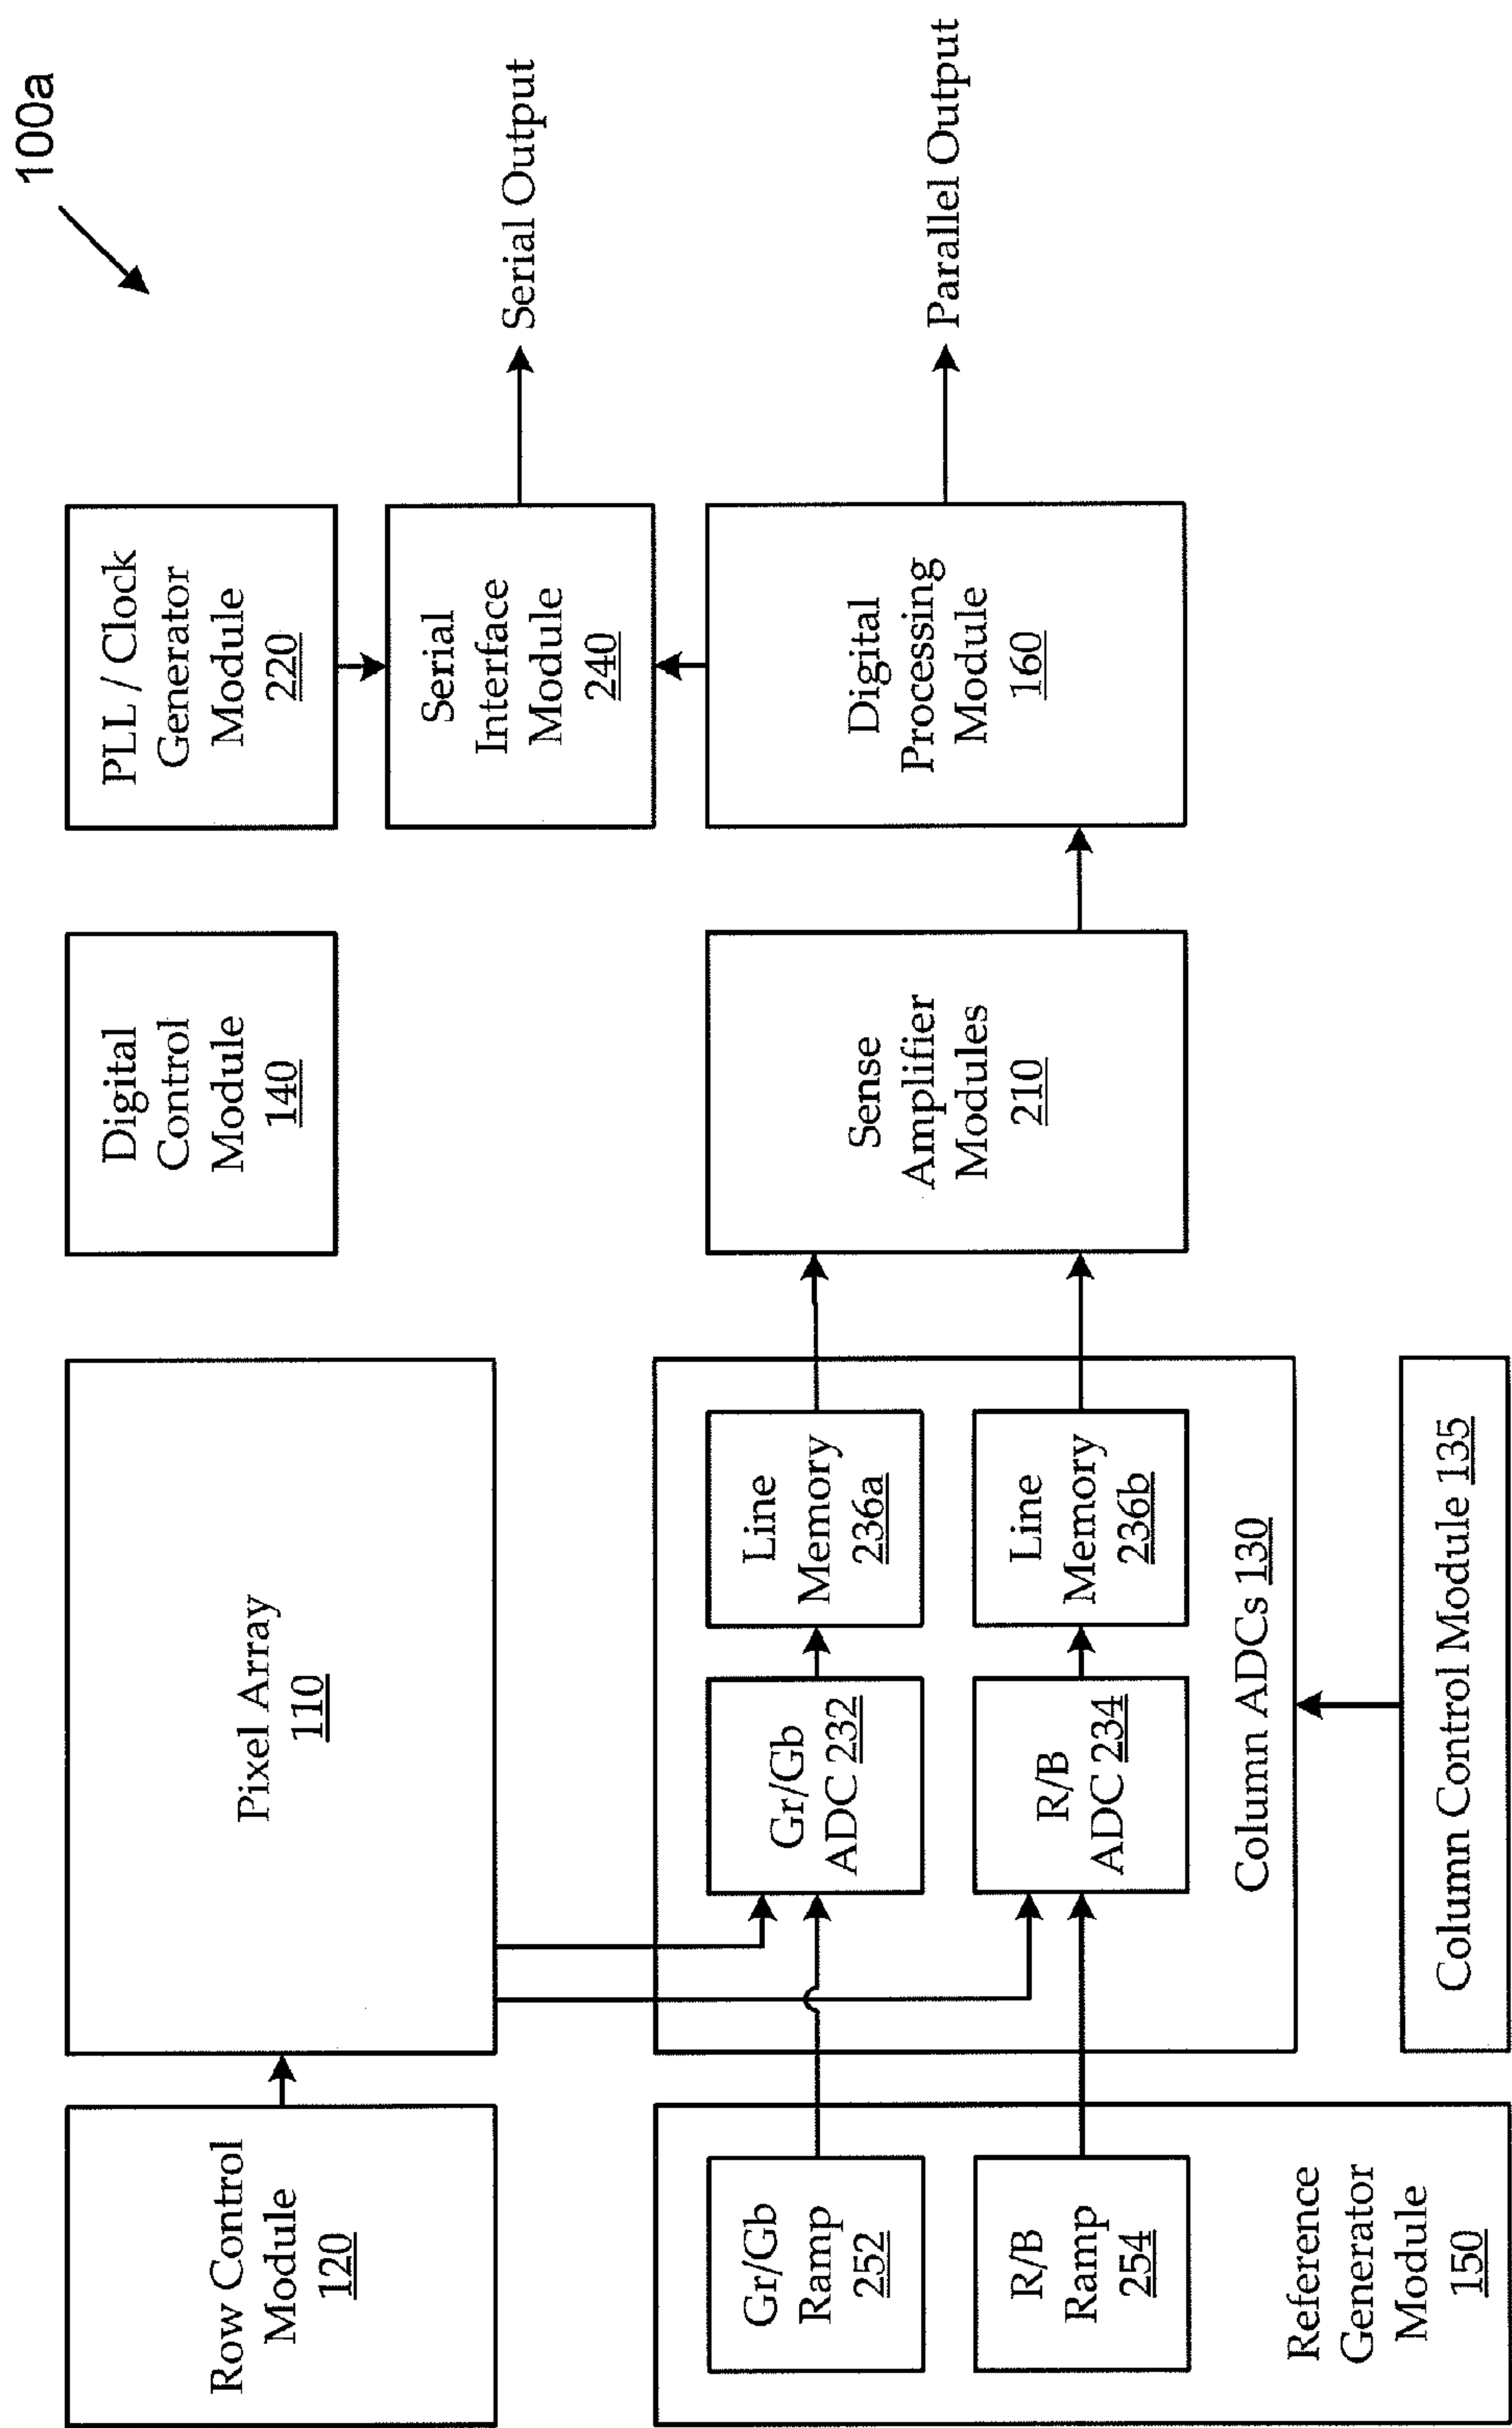 100a
Row Control
Module
120
Pixel Array
110
Digital
Control
Module
140
PLL / Clock
Generator
Module
220
Serial
Interface
Module
240
Serial Output
Gr/Gb
Ramp
252
R/B
Ramp
254
Reference
Generator
Module
150
Gr/Gb
ADC 232
Line
Memory
236a
R/B
ADC 234
Line
Memory
236b
Column ADCs 130
Column Control Module 135
Sense
Amplifier
Modules
210
Digital
Processing
Module
160
Parallel Output